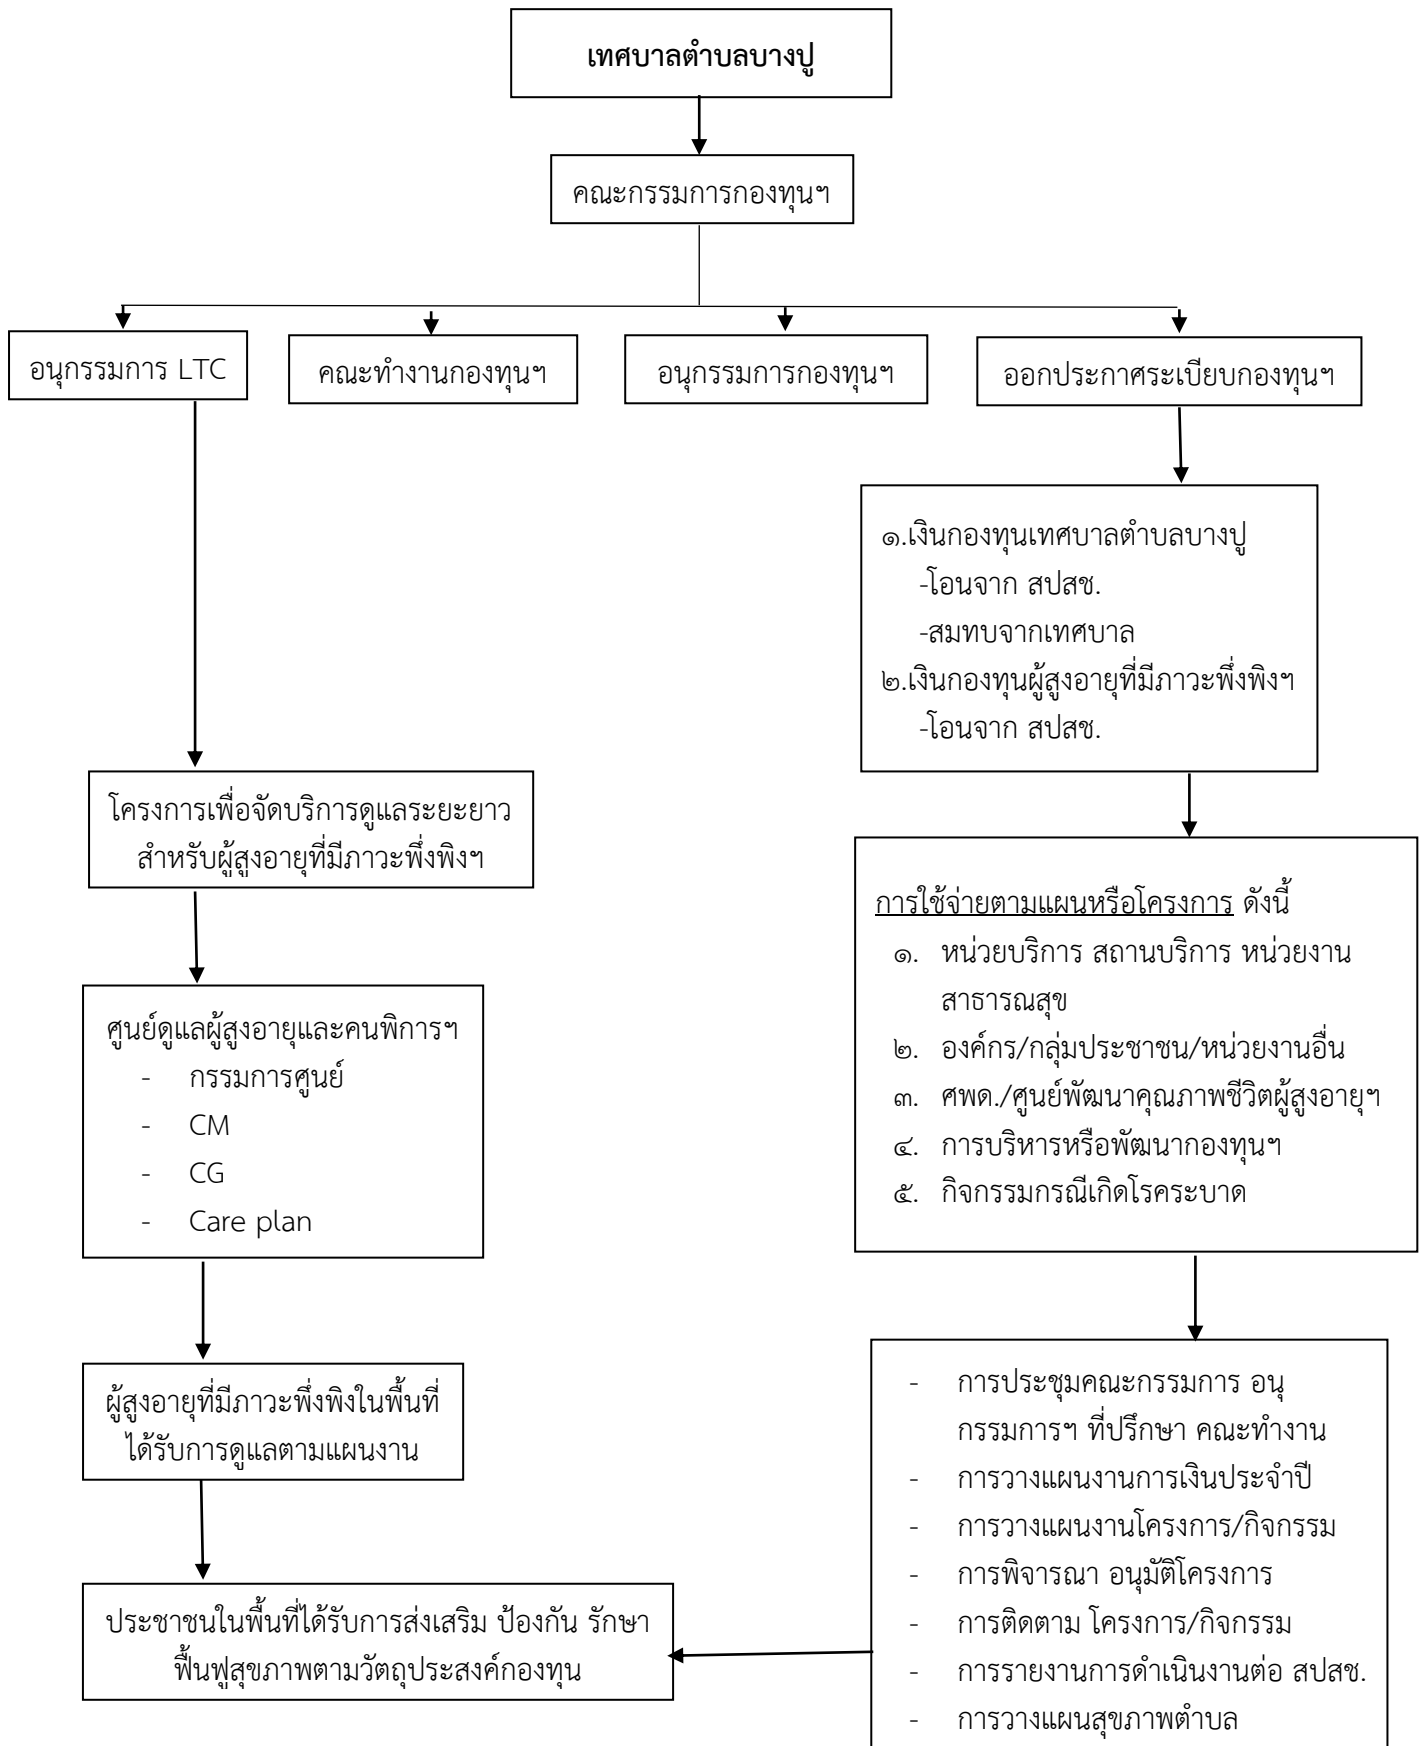 เทศบาลตำบลบางปู
คณะกรรมการกองทุนฯ
อนุกรรมการ LTC
คณะทำงานกองทุนฯ
อนุกรรมการกองทุนฯ
ออกประกาศระเบียบกองทุนฯ
๑.เงินกองทุนเทศบาลตำบลบางปู
-โอนจาก สปสช.
-สมทบจากเทศบาล
๒.เงินกองทุนผู้สูงอายุที่มีภาวะพึ่งพิงฯ
-โอนจาก สปสช.
โครงการเพื่อจัดบริการดูแลระยะยาว
สำหรับผู้สูงอายุที่มีภาวะพึ่งพิงฯ
การใช้จ่ายตามแผนหรือโครงการ ดังนี้
๑. หน่วยบริการ สถานบริการ หน่วยงาน
สาธารณสุข
๒. องค์กร/กลุ่มประชาชน/หน่วยงานอื่น
๓. ศพด./ศูนย์พัฒนาคุณภาพชีวิตผู้สูงอายุฯ
๔. การบริหารหรือพัฒนากองทุนฯ
๕. กิจกรรมกรณีเกิดโรคระบาด
ศูนย์ดูแลผู้สูงอายุและคนพิการฯ
- กรรมการศูนย์
- CM
- CG
- Care plan
ผู้สูงอายุที่มีภาวะพึ่งพิงในพื้นที่
ได้รับการดูแลตามแผนงาน
- การประชุมคณะกรรมการ อนุ
กรรมการฯ ที่ปรึกษา คณะทำงาน
- การวางแผนงานการเงินประจำปี
- การวางแผนงานโครงการ/กิจกรรม
- การพิจารณา อนุมัติโครงการ
- การติดตาม โครงการ/กิจกรรม
- การรายงานการดำเนินงานต่อ สปสช.
- การวางแผนสุขภาพตำบล
ประชาชนในพื้นที่ได้รับการส่งเสริม ป้องกัน รักษา
ฟื้นฟูสุขภาพตามวัตถุประสงค์กองทุน